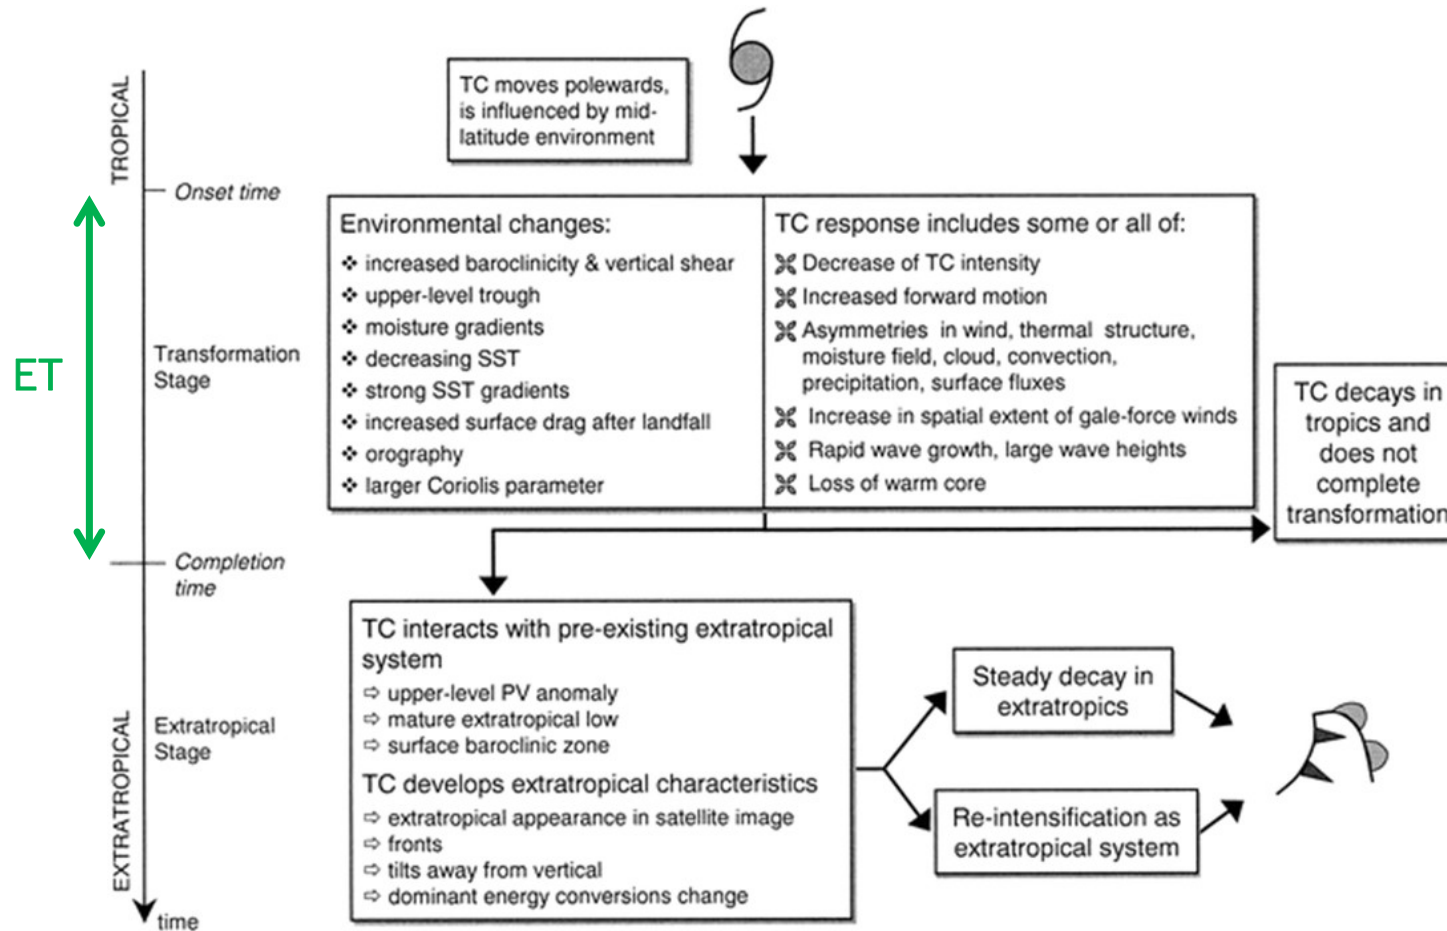 TC moves polewards,
is influenced by mid-
latitude environment
TROPICAL
Onset time
ET
Transformation
Stage
Environmental changes:
increased baroclinicity & vertical shear
upper-level trough
moisture gradients
decreasing SST
strong SST gradients
increased surface drag after landfall
orography
larger Coriolis parameter
TC response includes some or all of:
Decrease of TC intensity
Increased forward motion
Asymmetries in wind, thermal structure,
moisture field, cloud, convection,
precipitation, surface fluxes
Increase in spatial extent of gale-force winds
Rapid wave growth, large wave heights
Loss of warm core
TC decays in
tropics and
does not
complete
transformation
Completion
time
EXTRATROPICAL
Extratropical
Stage
time
TC interacts with pre-existing extratropical
system
⇨ upper-level PV anomaly
⇨ mature extratropical low
⇨ surface baroclinic zone
TC develops extratropical characteristics
⇨ extratropical appearance in satellite image
⇨ fronts
⇨ tilts away from vertical
⇨ dominant energy conversions change
Steady decay in
extratropics
Re-intensification as
extratropical system